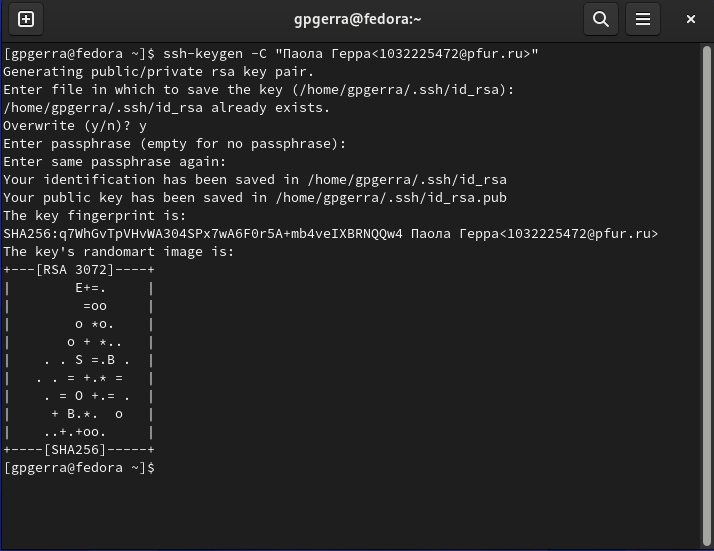 gpgerra@fedora:~
[gpgerra@fedora ~]$ ssh-keygen -C "Паола Герра<1032225472@pfur.ru>"
Generating public/private rsa key pair.
Enter file in which to save the key (/home/gpgerra/.ssh/id_rsa):
/home/gpgerra/.ssh/id_rsa already exists.
Overwrite (y/n)? y
Enter passphrase (empty for no passphrase):
Enter same passphrase again:
Your identification has been saved in /home/gpgerra/.ssh/id_rsa
Your public key has been saved in /home/gpgerra/.ssh/id_rsa.pub
The key fingerprint is:
SHA256:q7WhGvTpVHvWA304SPx7wA6F0r5A+mb4veIXBRNQQw4 Паола Герра<1032225472@pfur.ru>
The key's randomart image is:
+---[RSA 3072]----+
|        E+=.     |
|         =oo     |
|        o *o.    |
|       o + *..   |
|    . . S =.B .  |
|   . . = +.* =   |
|    . = O +.= .  |
|     + B.*.  o   |
|    ..+.+oo.     |
+----[SHA256]-----+
[gpgerra@fedora ~]$